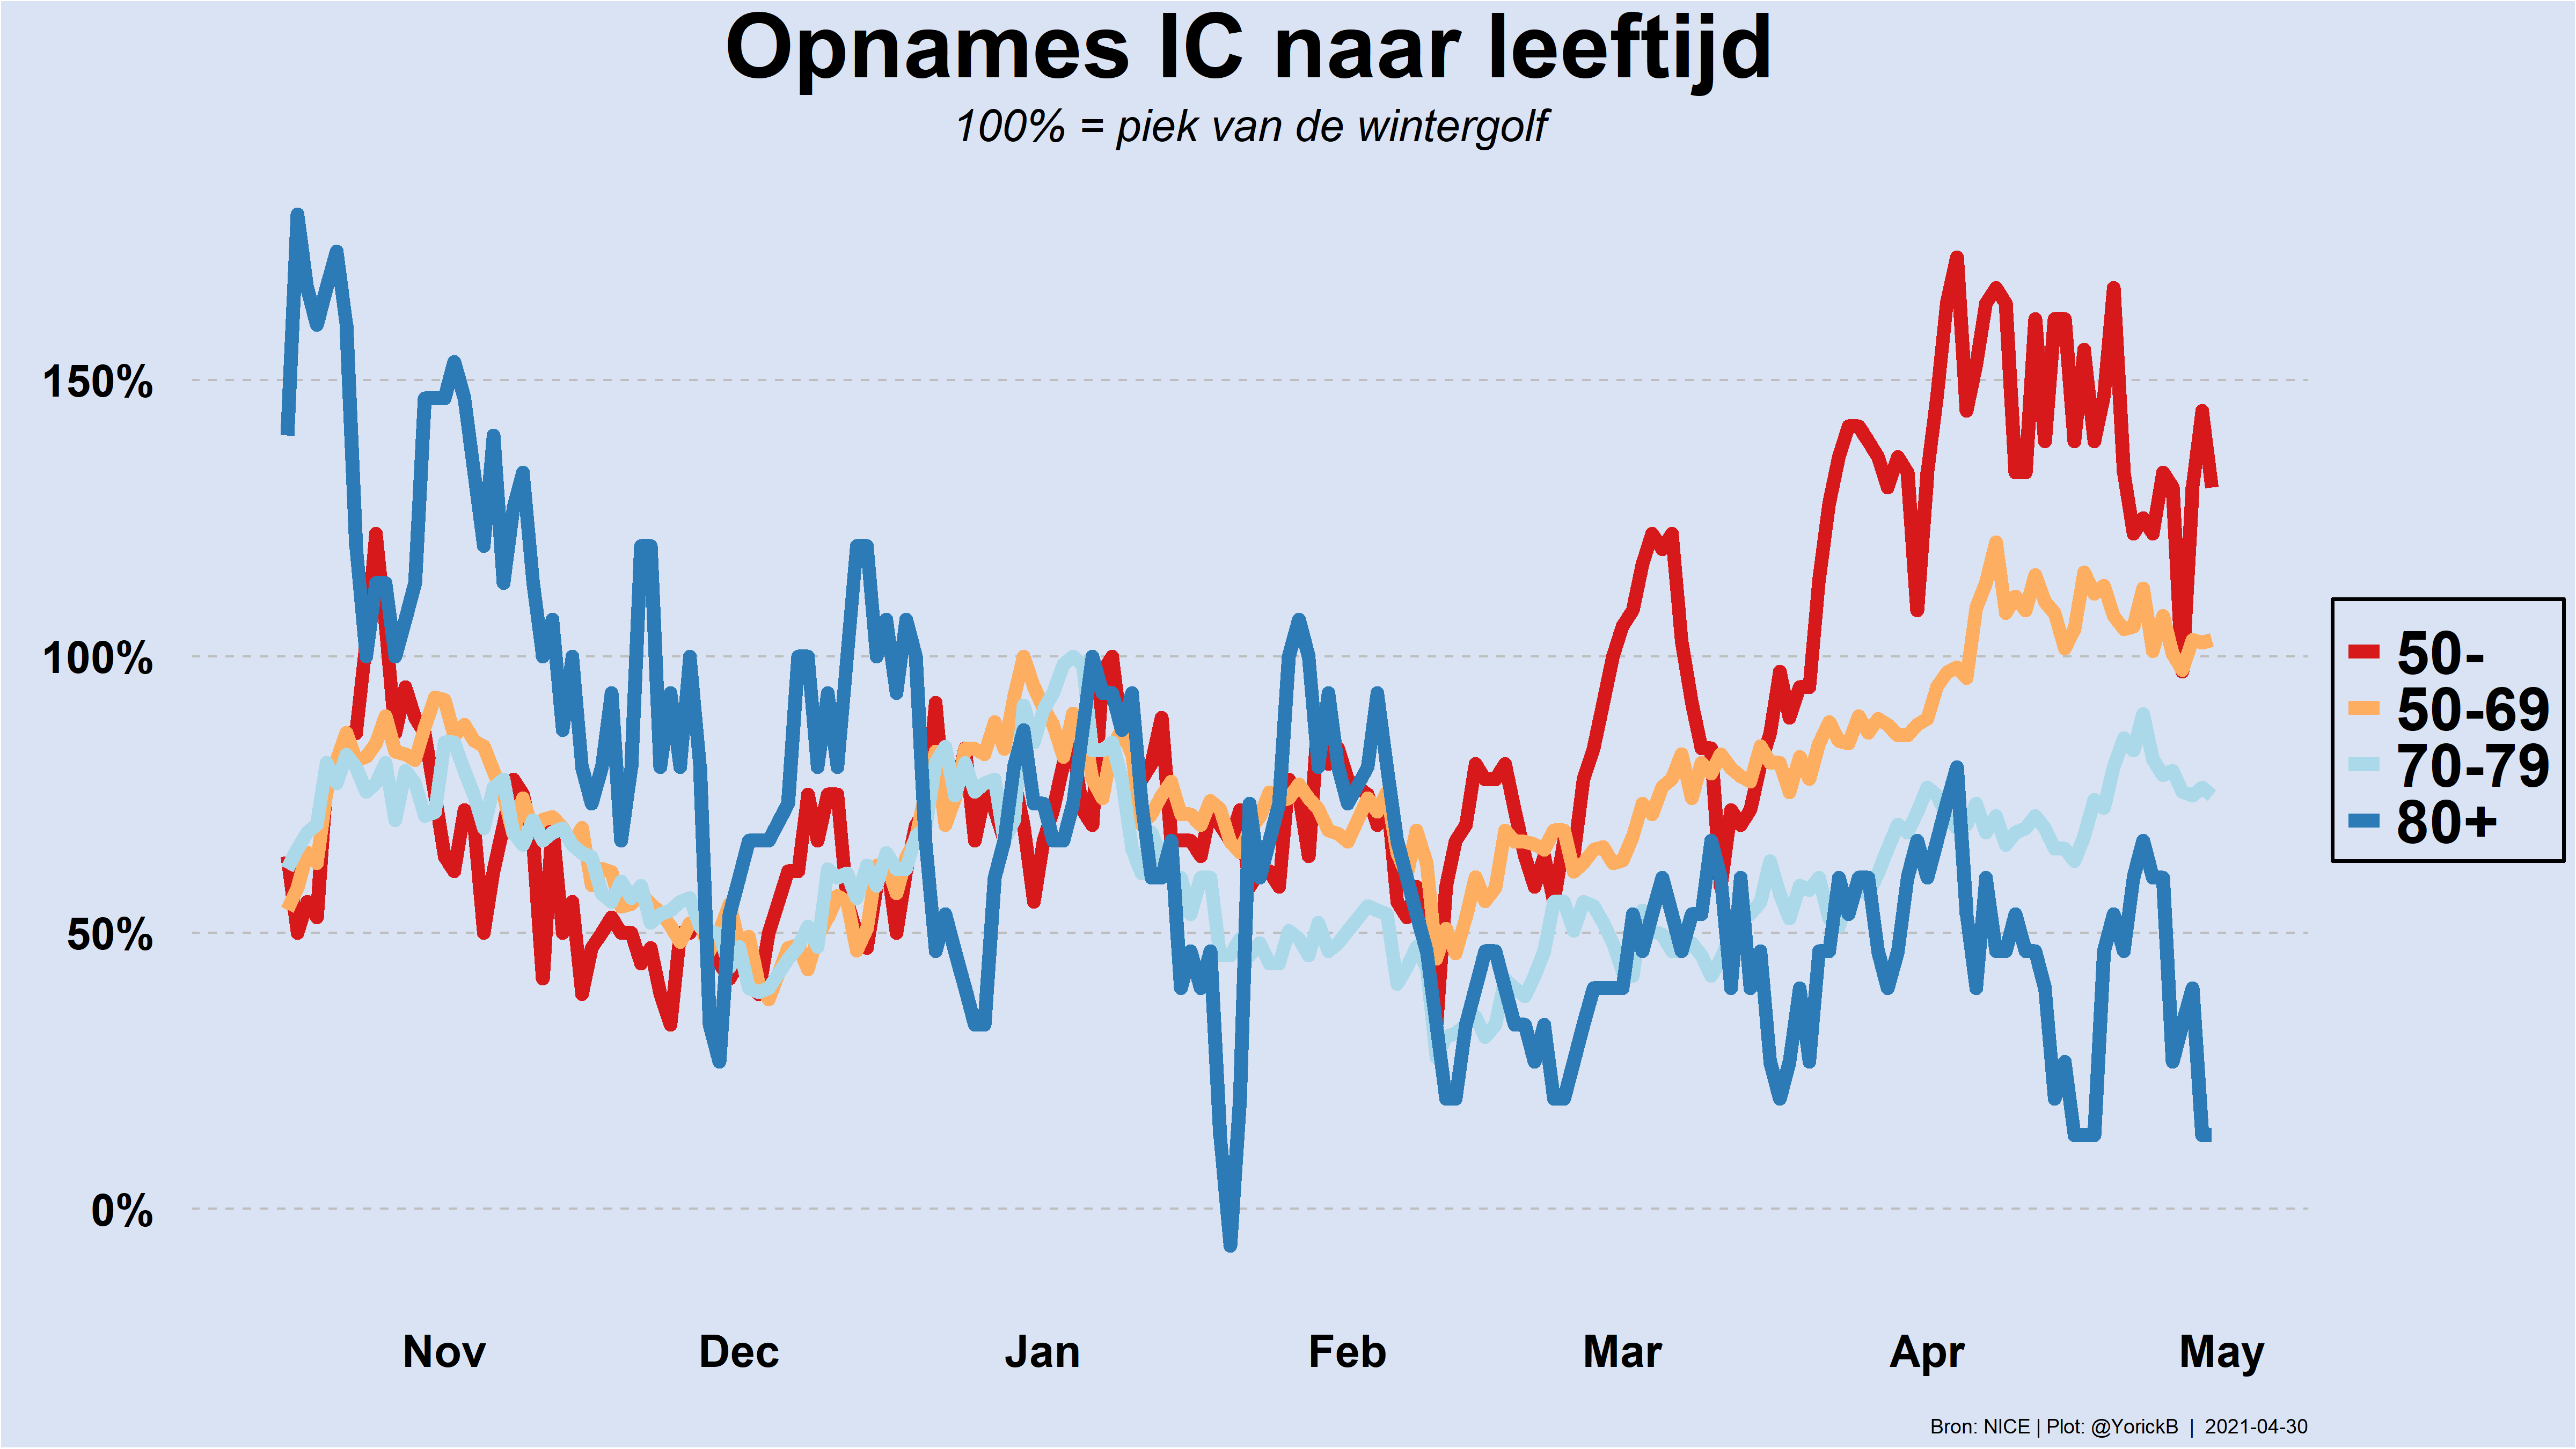 Opnames IC naar leeftijd
100% = piek van de wintergolf
150%
100%
50%
0%
50-
50-69
70-79
80+
Nov Dec Jan Feb Mar Apr May
Bron: NICE | Plot: @YorickB | 2021-04-30